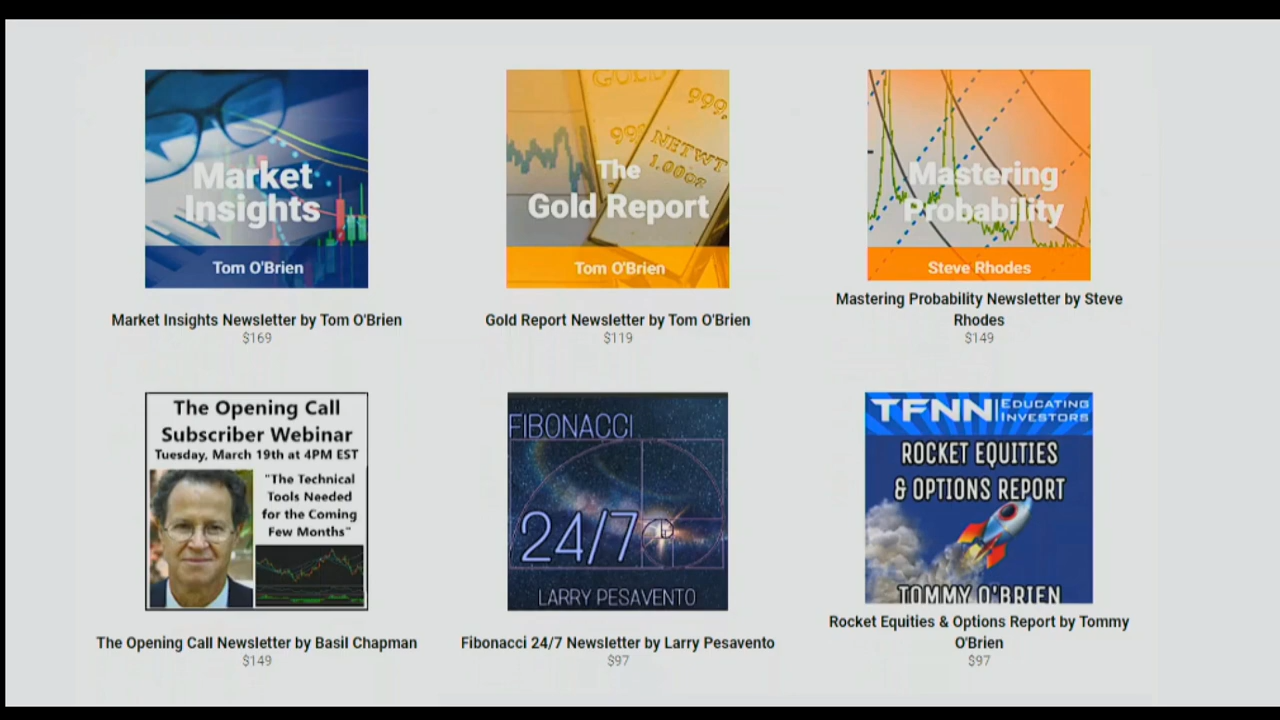 Market
Insights
Tom O'Brien
Market Insights Newsletter by Tom O'Brien
$169
GOLD
999.
999
NETWT
1.00oz
The
Gold Report
Tom O'Brien
Gold Report Newsletter by Tom O'Brien
$119
Mastering
Probability
Steve Rhodes
Mastering Probability Newsletter by Steve
Rhodes
$149
The Opening Call
Subscriber Webinar
Tuesday, March 19th at 4PM EST
"The Technical
Tools Needed
for the Coming
Few Months"
The Opening Call Newsletter by Basil Chapman
$149
FIBONACCI
24/7
LARRY PESAVENTO
Fibonacci 24/7 Newsletter by Larry Pesavento
$97
TFNN EDUCATING
INVESTORS
ROCKET EQUITIES
& OPTIONS REPORT
TOMMY O'BRIEN
Rocket Equities & Options Report by Tommy
O'Brien
$97